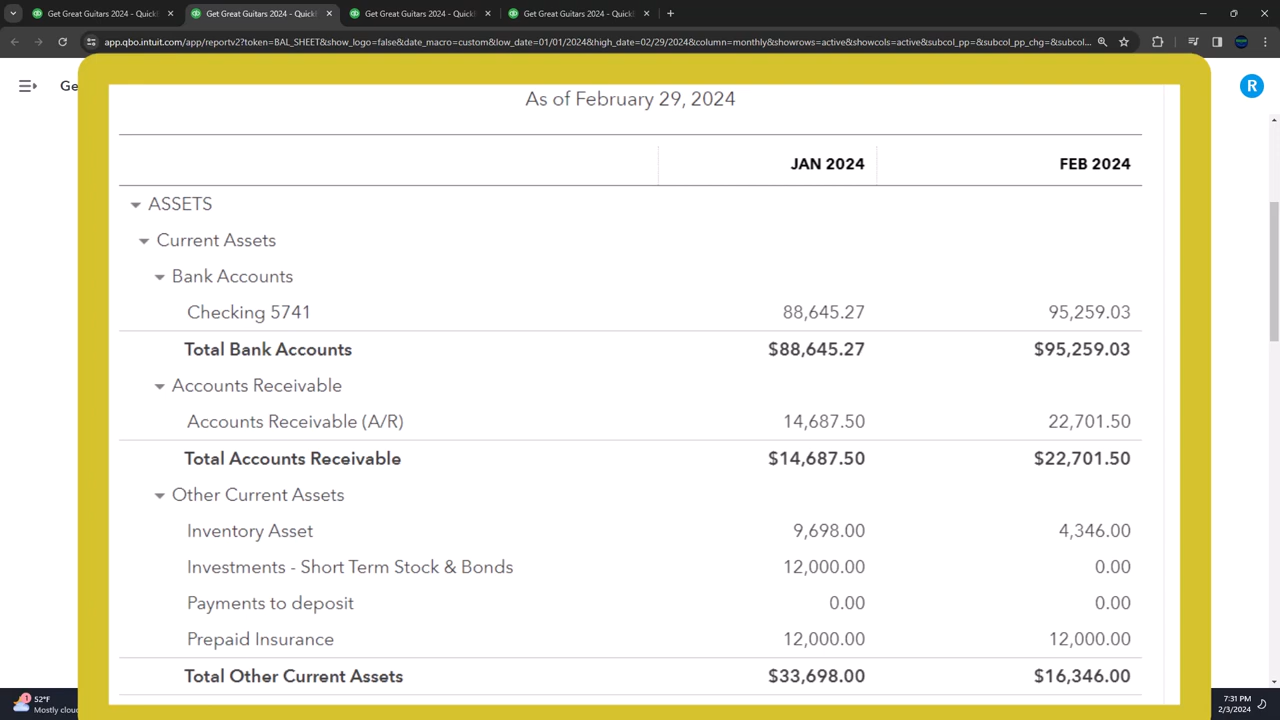 Get Great Guitars 2024 - QuickB
Get Great Guitars 2024 - QuickB
Get Great Guitars 2024 - QuickB
Get Great Guitars 2024 - QuickB
app.qbo.intuit.com/app/reportv2?token=BAL_SHEET&show_logo=false&date_macro=custom&low_date=01/01/2024&high_date=02/29/2024&column=monthly&showrows=active&showcols=active&subcol_pp=&subcol_pp_chg=&subcol...
Ge
R
As of February 29, 2024
JAN 2024 FEB 2024
ASSETS
Current Assets
Bank Accounts
Checking 5741 88,645.27 95,259.03
Total Bank Accounts $88,645.27 $95,259.03
Accounts Receivable
Accounts Receivable (A/R) 14,687.50 22,701.50
Total Accounts Receivable $14,687.50 $22,701.50
Other Current Assets
Inventory Asset 9,698.00 4,346.00
Investments - Short Term Stock & Bonds 12,000.00 0.00
Payments to deposit 0.00 0.00
Prepaid Insurance 12,000.00 12,000.00
Total Other Current Assets $33,698.00 $16,346.00
1
52°F
Mostly clou
7:31 PM
2/3/2024